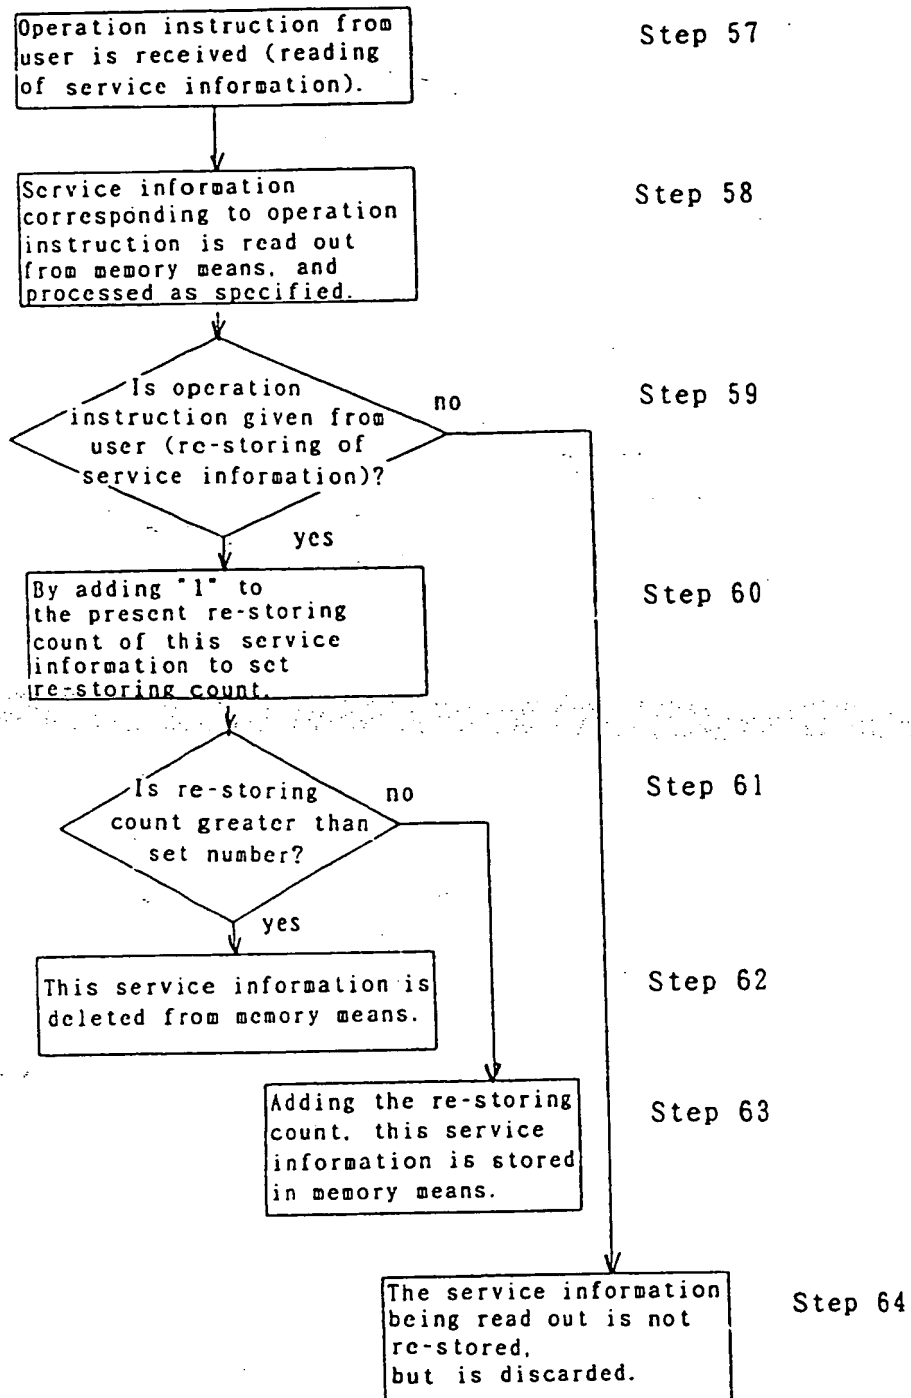 Operation instruction from
user is received (reading
of service information).
Step 57
Service information
corresponding to operation
instruction is read out
from memory means, and
processed as specified.
Step 58
Is operation
instruction given from
user (re-storing of
service information)?
no
Step 59
yes
By adding "1" to
the present re-storing
count of this service
information to set
re-storing count.
Step 60
Is re-storing
count greater than
set number?
no
Step 61
yes
This service information is
deleted from memory means.
Step 62
Adding the re-storing
count, this service
information is stored
in memory means.
Step 63
The service information
being read out is not
re-stored,
but is discarded.
Step 64